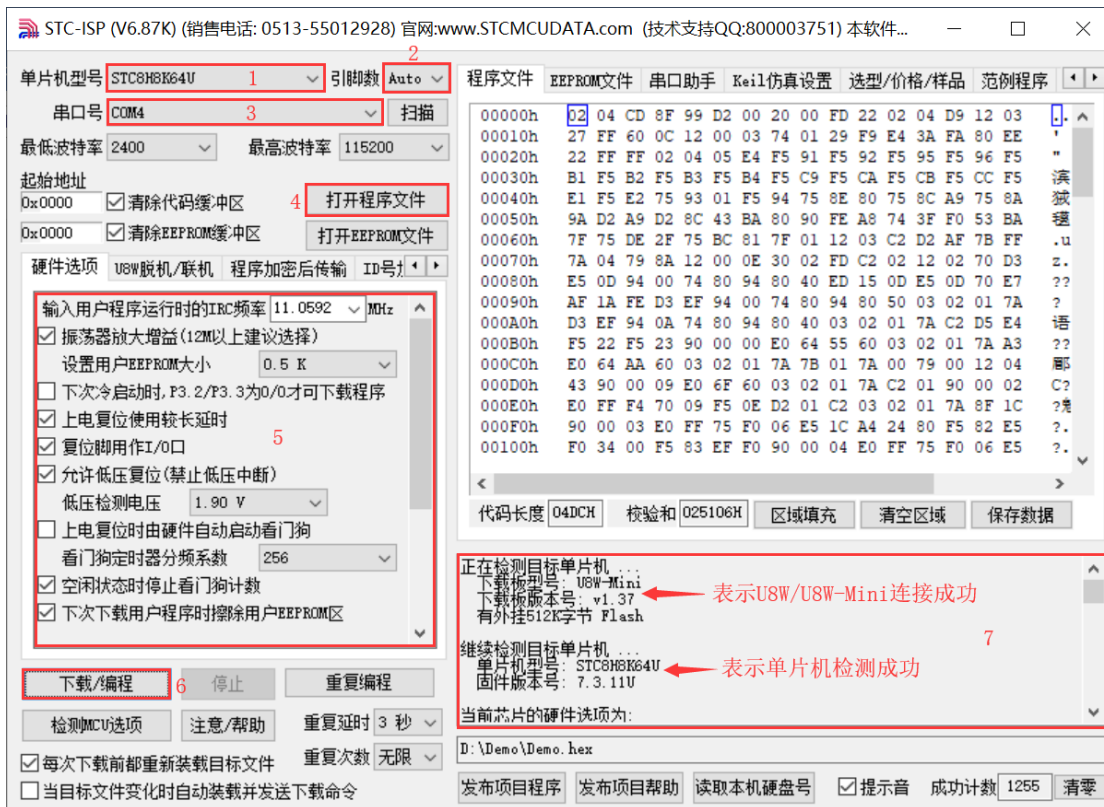 STC-ISP (V6.87K) (销售电话: 0513-55012928) 官网:www.STCMCUDATA.com (技术支持QQ:800003751) 本软件...
2
单片机型号 STC8H8K64U 1 引脚数 Auto
串口号 COM4 3 扫描
最低波特率 2400 最高波特率 115200
起始地址
0x0000 清除代码缓冲区 4 打开程序文件
0x0000 清除EEPROM缓冲区 打开EEPROM文件
硬件选项 U8W脱机/联机 程序加密后传输 ID号
输入用户程序运行时的IRC频率 11.0592 MHz
振荡器放大增益(12M以上建议选择)
设置用户EEPROM大小 0.5 K
下次冷启动时,P3.2/P3.3为0/0才可下载程序
上电复位使用较长延时
复位脚用作I/O口 5
允许低压复位(禁止低压中断)
低压检测电压 1.90 V
上电复位时由硬件自动启动看门狗
看门狗定时器分频系数 256
空闲状态时停止看门狗计数
下次下载用户程序时擦除用户EEPROM区
下载/编程 6 停止 重复编程
检测MCU选项 注意/帮助 重复延时 3 秒
重复次数 无限
每次下载前都重新装载目标文件
当目标文件变化时自动装载并发送下载命令
程序文件 EEPROM文件 串口助手 Keil仿真设置 选型/价格/样品 范例程序
00000h 02 04 CD 8F 99 D2 00 20 00 FD 22 02 04 D9 12 03 ..
00010h 27 FF 60 0C 12 00 03 74 01 29 F9 E4 3A FA 80 EE '
00020h 22 FF FF 02 04 05 E4 F5 91 F5 92 F5 95 F5 96 F5 "
00030h B1 F5 B2 F5 B3 F5 B4 F5 C9 F5 CA F5 CB F5 CC F5 滨
00040h E1 F5 E2 75 93 01 F5 94 75 8E 80 75 8C A9 75 8A
00050h 9A D2 A9 D2 8C 43 BA 80 90 FE A8 74 3F F0 53 BA
00060h 7F 75 DE 2F 75 BC 81 7F 01 12 03 C2 D2 AF 7B FF .u
00070h 7A 04 79 8A 12 00 0E 30 02 FD C2 02 12 02 70 D3 z.
00080h E5 0D 94 00 74 80 94 80 40 ED 15 0D E5 0D 70 E7 ??
00090h AF 1A FE D3 EF 94 00 74 80 94 80 50 03 02 01 7A ?
000A0h D3 EF 94 0A 74 80 94 80 40 03 02 01 7A C2 D5 E4 语
000B0h F5 22 F5 23 90 00 00 E0 64 55 60 03 02 01 7A A3 ??
000C0h E0 64 AA 60 03 02 01 7A 7B 01 7A 00 79 00 12 04
000D0h 43 90 00 09 E0 6F 60 03 02 01 7A C2 01 90 00 02 C?
000E0h E0 FF F4 70 09 F5 0E D2 01 C2 03 02 01 7A 8F 1C
000F0h 90 00 03 E0 FF 75 F0 06 E5 1C A4 24 80 F5 82 E5 ?.
00100h F0 34 00 F5 83 EF F0 90 00 04 E0 FF 75 F0 06 E5 ?.
代码长度 04DCH 校验和 025106H 区域填充 清空区域 保存数据
正在检测目标单片机 ...
下载板型号: U8W-Mini
下载板版本号: v1.37
表示U8W/U8W-Mini连接成功
有外挂512K字节 Flash
7
继续检测目标单片机 ...
单片机型号: STC8H8K64U
表示单片机检测成功
固件版本号: 7.3.11U
当前芯片的硬件选项为:
D:\Demo\Demo.hex
发布项目程序 发布项目帮助 读取本机硬盘号 提示音 成功计数 1255 清零